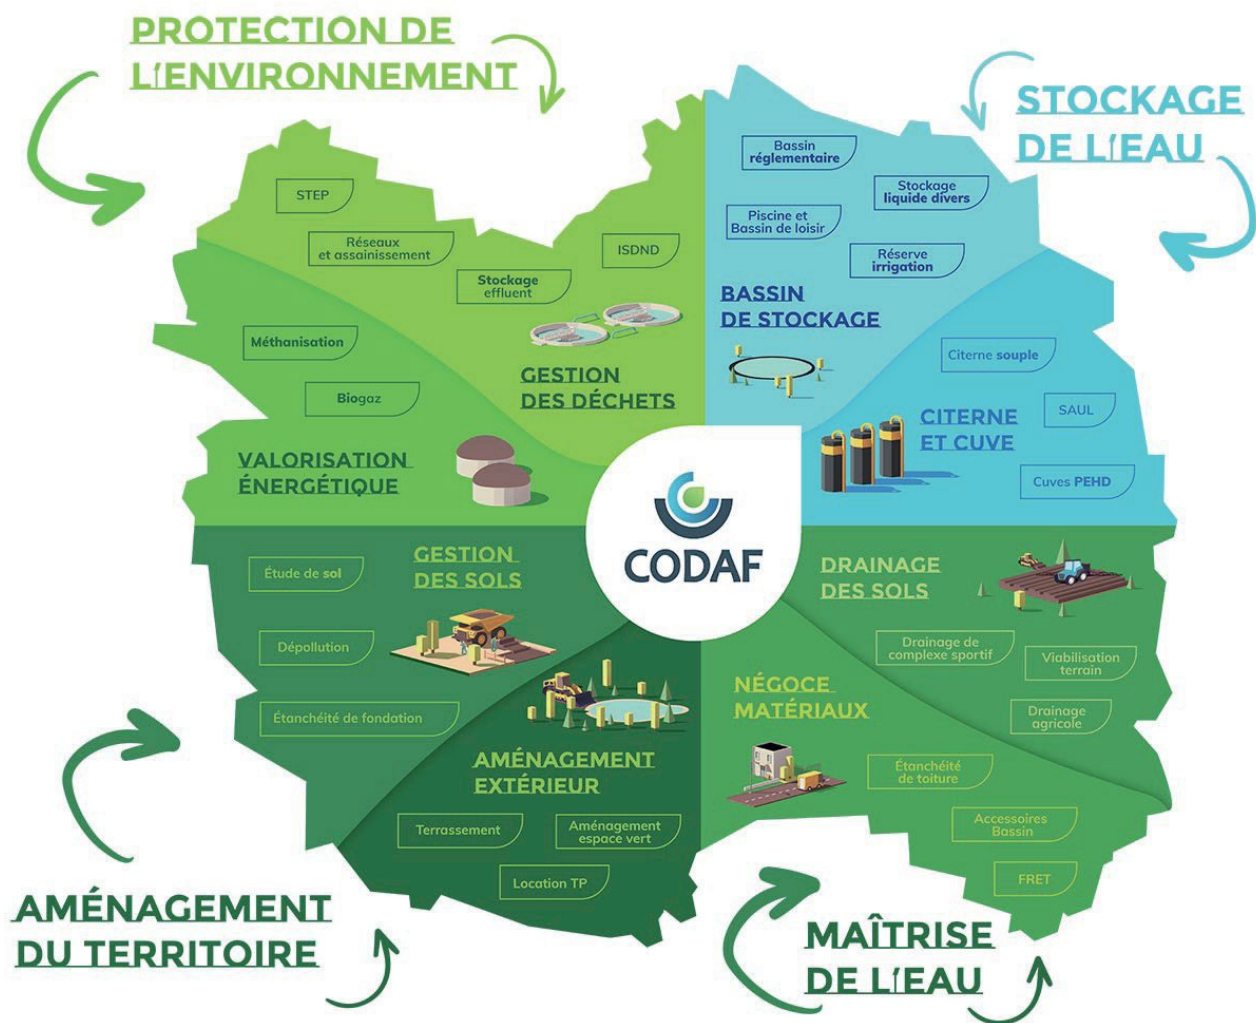 PROTECTION DE
L'ENVIRONNEMENT
STOCKAGE
DE L'EAU
STEP
Réseaux
et assainissement
Stockage
effluent
ISDND
GESTION
DES DÉCHETS
Méthanisation
Biogaz
VALORISATION
ÉNERGÉTIQUE
Bassin
réglementaire
Stockage
liquide divers
Piscine et
Bassin de loisir
Réserve
irrigation
BASSIN
DE STOCKAGE
Citerne souple
SAUL
Cuves PEHD
CITERNE
ET CUVE
CODAF
GESTION
DES SOLS
Étude de sol
Dépollution
Étanchéité de fondation
AMÉNAGEMENT
EXTÉRIEUR
Terrassement
Aménagement
espace vert
Location TP
DRAINAGE
DES SOLS
Drainage de
complexe sportif
Viabilisation
terrain
Drainage
agricole
NÉGOCE
MATÉRIAUX
Étanchéité
de toiture
Accessoires
Bassin
FRET
AMÉNAGEMENT
DU TERRITOIRE
MAÎTRISE
DE L'EAU